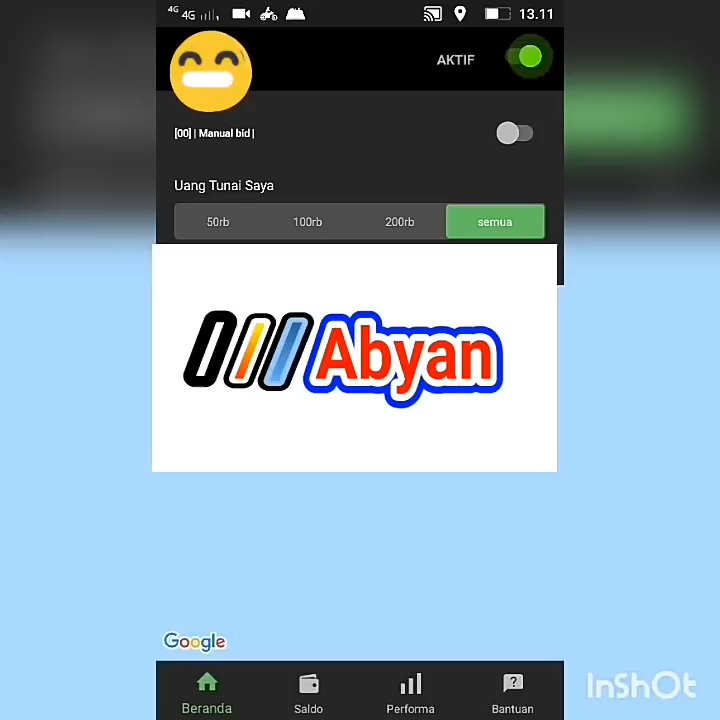 4G 4G 13.11
AKTIF
[00] | Manual bid |
Uang Tunai Saya
50rb 100rb 200rb semua
Abyan
Google
Beranda Saldo Performa Bantuan
InShOt